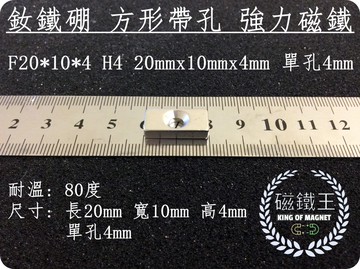 釹鐵硼 方形帶孔 強力磁鐵
F20*10*4 H4 20mmx10mmx4mm 單孔4mm
1 2 3 4 5 6 7 8 9 10 11 12
耐溫: 80度
尺寸: 長20mm 寬10mm 高4mm
單孔4mm
磁鐵王
KING OF MAGNET